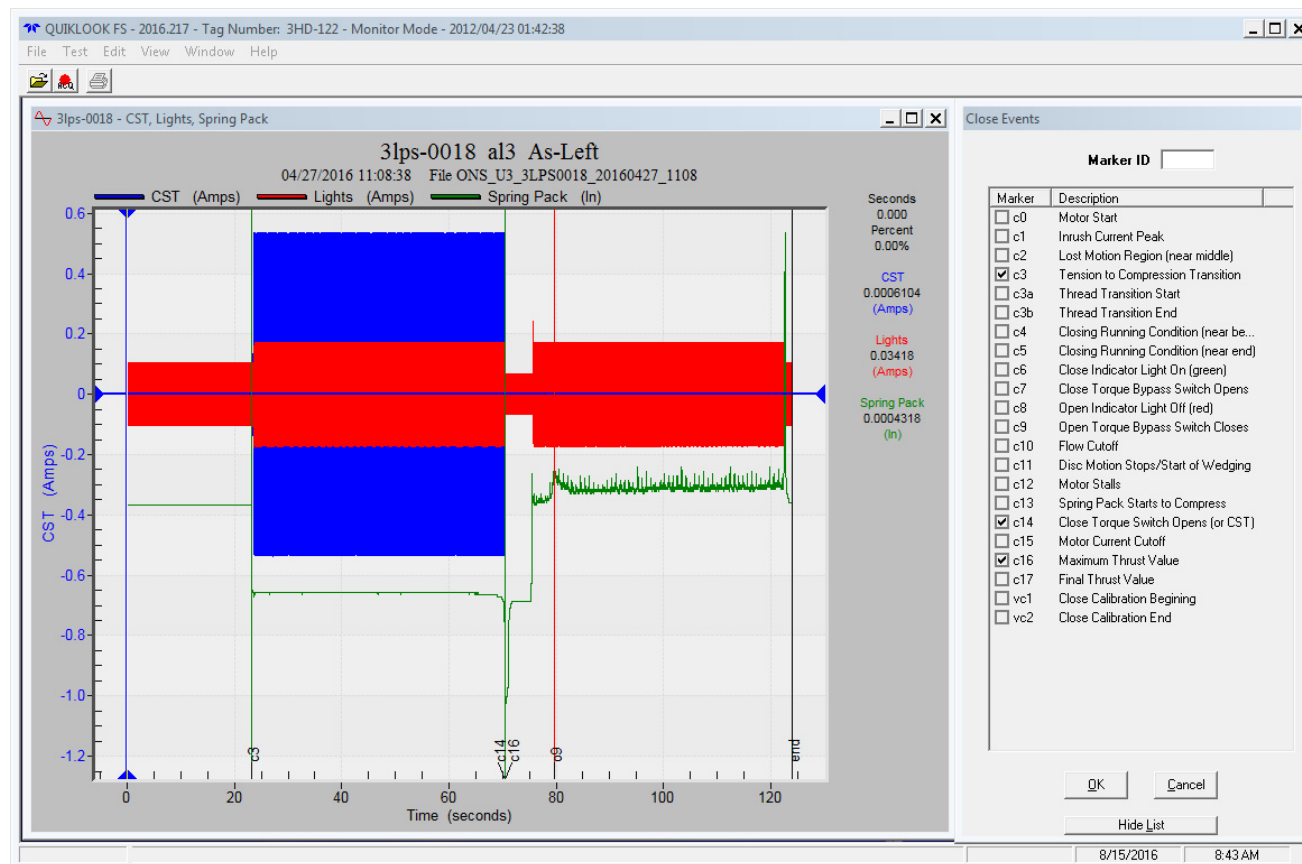 QUIKLOOK FS - 2016.217 - Tag Number: 3HD-122 - Monitor Mode - 2012/04/23 01:42:38
File Test Edit View Window Help
ACQ
3lps-0018 - CST, Lights, Spring Pack
3lps-0018 al3 As-Left
04/27/2016 11:08:38 File ONS_U3_3LPS0018_20160427_1108
CST (Amps) Lights (Amps) Spring Pack (In)
Seconds
0.000
Percent
0.00%
CST
0.0006104
(Amps)
Lights
0.03418
(Amps)
Spring Pack
0.0004318
(In)
0.6
0.4
0.2
0
-0.2
-0.4
-0.6
-0.8
-1.0
-1.2
CST (Amps)
c3 c14 c16 o9 end
0 20 40 60 80 100 120
Time (seconds)
Close Events
Marker ID
Marker Description
c0 Motor Start
c1 Inrush Current Peak
c2 Lost Motion Region (near middle)
c3 Tension to Compression Transition
c3a Thread Transition Start
c3b Thread Transition End
c4 Closing Running Condition (near be...
c5 Closing Running Condition (near end)
c6 Close Indicator Light On (green)
c7 Close Torque Bypass Switch Opens
c8 Open Indicator Light Off (red)
c9 Open Torque Bypass Switch Closes
c10 Flow Cutoff
c11 Disc Motion Stops/Start of Wedging
c12 Motor Stalls
c13 Spring Pack Starts to Compress
c14 Close Torque Switch Opens (or CST)
c15 Motor Current Cutoff
c16 Maximum Thrust Value
c17 Final Thrust Value
vc1 Close Calibration Begining
vc2 Close Calibration End
OK Cancel
Hide List
8/15/2016 8:43 AM